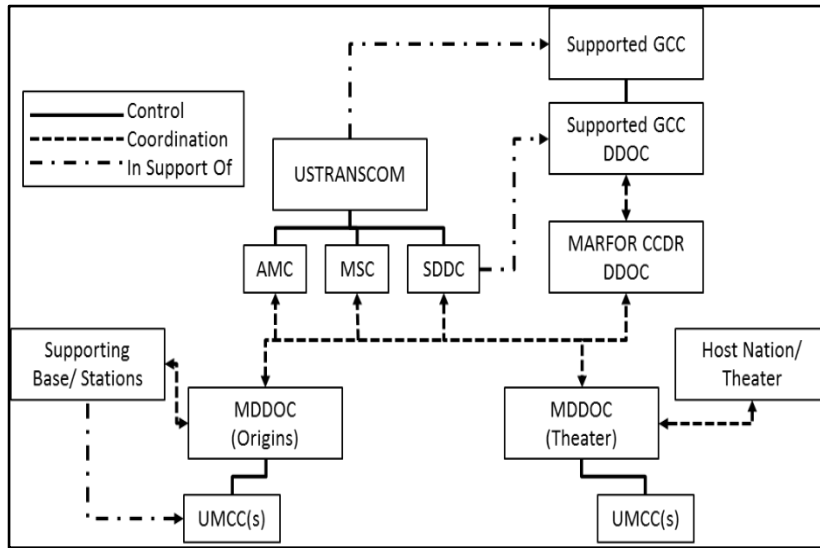 Supported GCC
Control
Coordination
In Support Of
Supported GCC
DDOC
USTRANSCOM
MARFOR CCDR
DDOC
AMC
MSC
SDDC
Supporting
Base/ Stations
Host Nation/
Theater
MDDOC
(Origins)
MDDOC
(Theater)
UMCC(s)
UMCC(s)